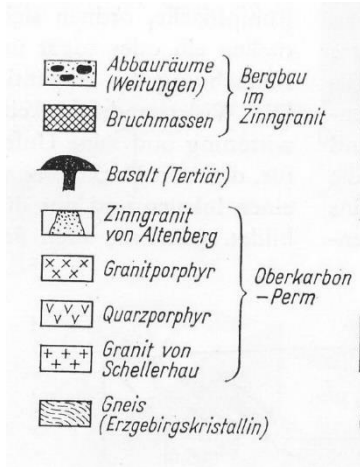 Abbauräume
(Weitungen)
Bergbau
im
Zinngranit
Bruchmassen
Basalt (Tertiär)
Zinngranit
von Altenberg
Granitporphyr
Oberkarbon
-Perm
Quarzporphyr
Granit von
Schellerhau
Gneis
(Erzgebirgskristallin)